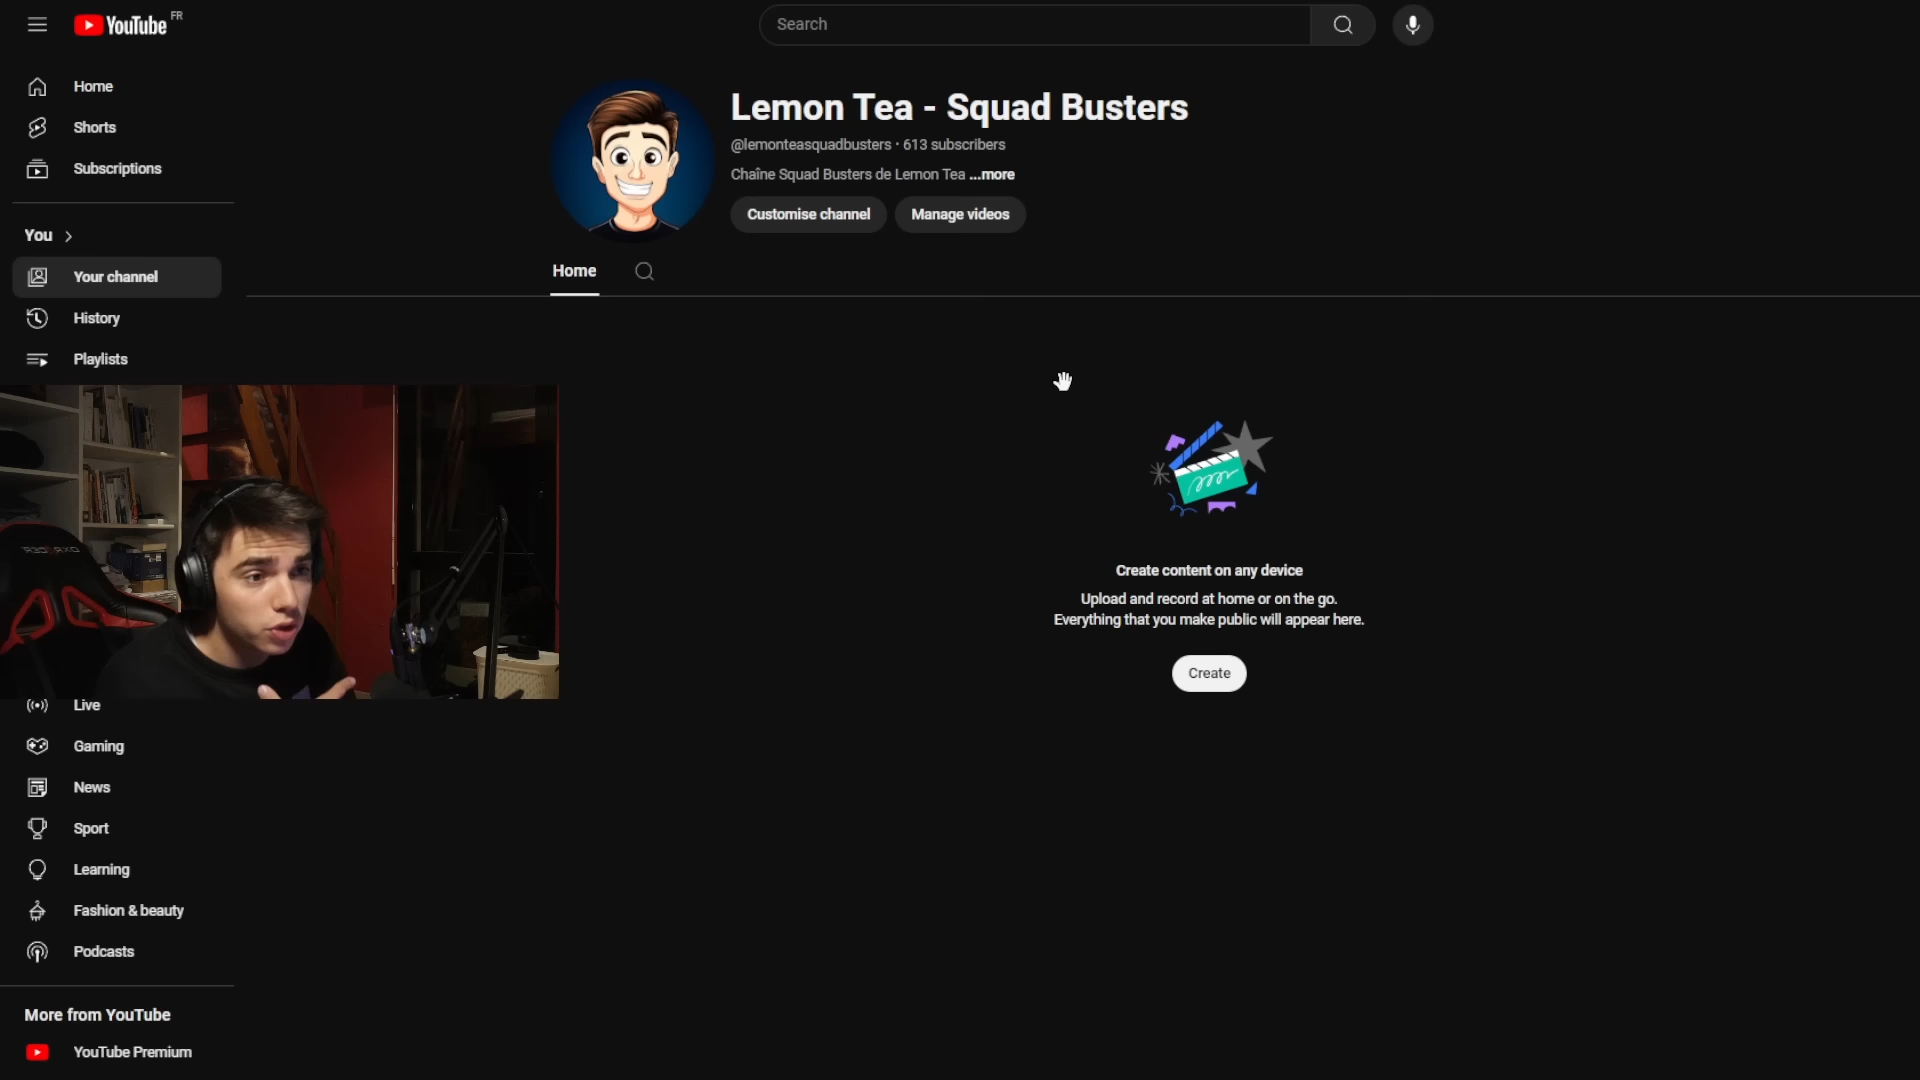 YouTube FR
Search
Home
Shorts
Subscriptions
You
Your channel
History
Playlists
Lemon Tea - Squad Busters
@lemonteasquadbusters • 613 subscribers
Chaîne Squad Busters de Lemon Tea ...more
Customise channel
Manage videos
Home
Create content on any device
Upload and record at home or on the go.
Everything that you make public will appear here.
Create
Live
Gaming
News
Sport
Learning
Fashion & beauty
Podcasts
More from YouTube
YouTube Premium